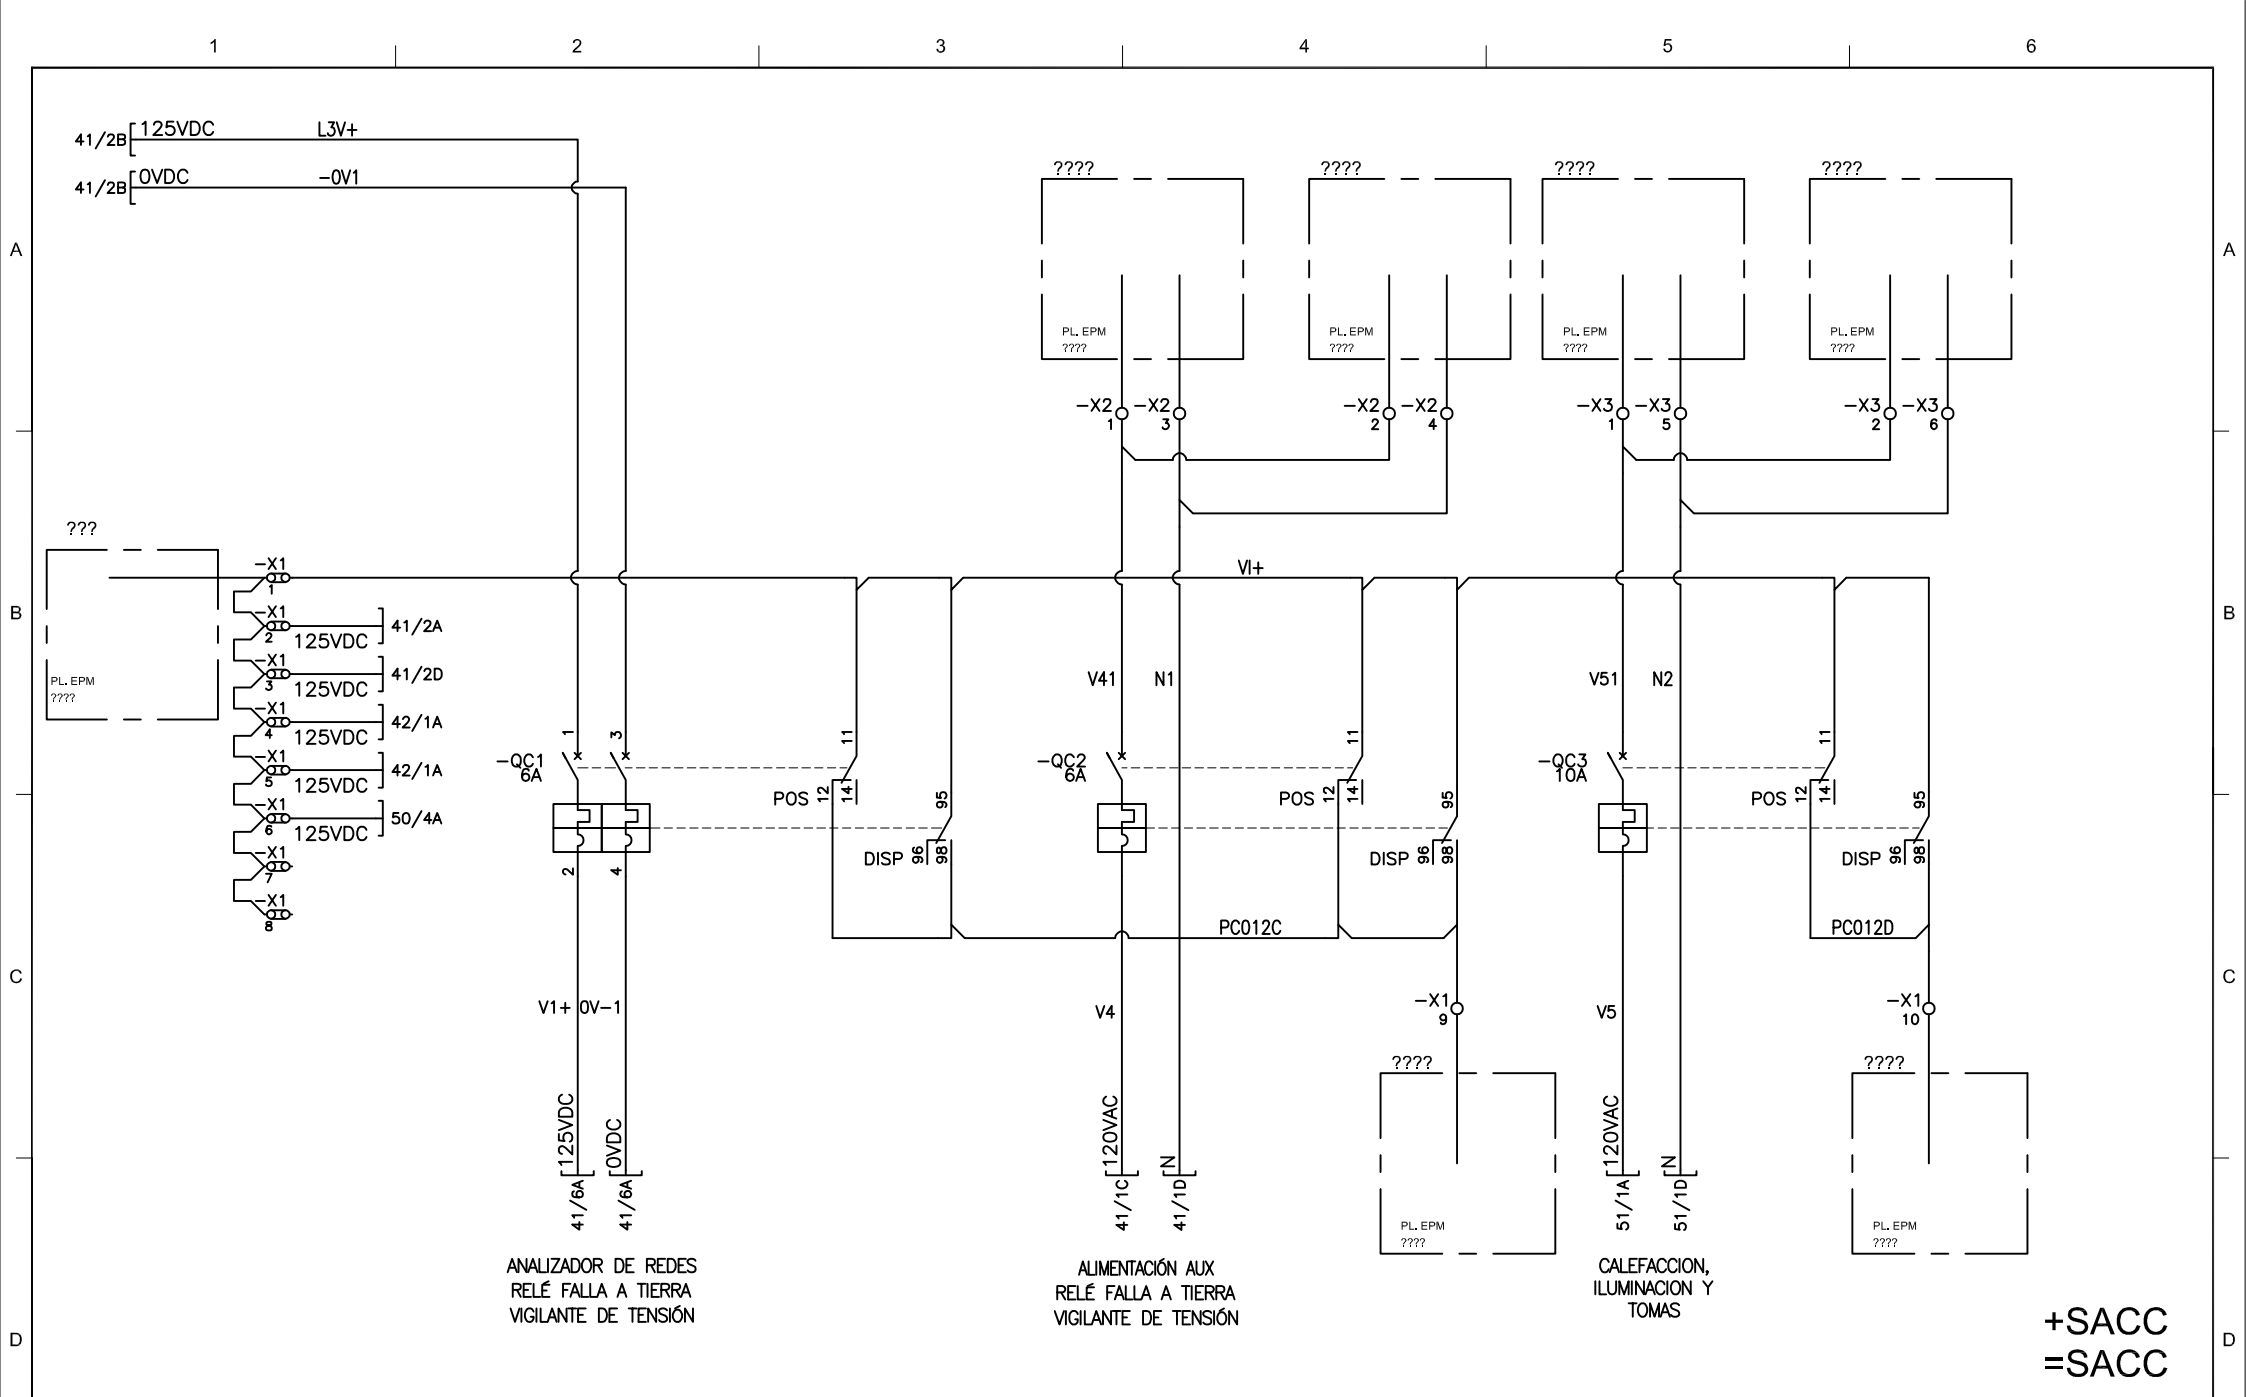 1 2 3 4 5 6
41/2B 125VDC L3V+
41/2B 0VDC -0V1
???? ???? ???? ????
A A
PL. EPM PL. EPM PL. EPM PL. EPM
???? ???? ???? ????
-X2 -X2 -X2 -X2 -X3 -X3 -X3 -X3
1 3 2 4 1 5 2 6
???
-X1
1
VI+
B B
-X1
2
125VDC 41/2A
-X1
3
125VDC 41/2D
PL. EPM
????
V41 N1 V51 N2
-X1
4
125VDC 42/1A
1 3 11 11 11
-QC1
6A
-QC2
6A
-QC3
10A
-X1
5
125VDC 42/1A
POS 12 14 95
POS 12 14 95
POS 12 14 95
-X1
6
125VDC 50/4A
-X1
7
2 4
DISP 96 98
DISP 96 98
DISP 96 98
-X1
8
PC012C PC012D
C C
V1+ 0V-1 V4 V5
-X1
9
-X1
10
???? ????
125VDC 0VDC 120VAC N 120VAC N
41/6A 41/6A 41/1C 41/1D 51/1A 51/1D
PL. EPM PL. EPM
???? ????
ANALIZADOR DE REDES
RELÉ FALLA A TIERRA
VIGILANTE DE TENSIÓN
ALIMENTACIÓN AUX
RELÉ FALLA A TIERRA
VIGILANTE DE TENSIÓN
CALEFACCION,
ILUMINACION Y
TOMAS
D D
+SACC
=SACC